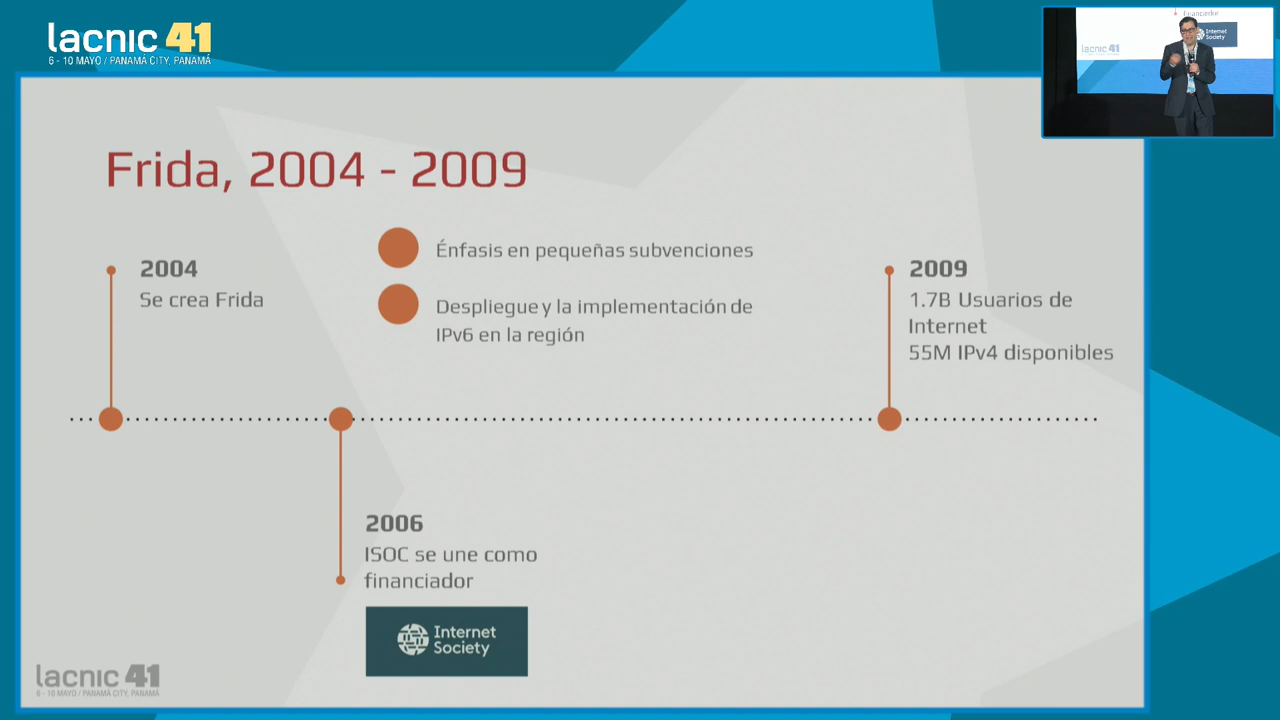 lacnic 41
6 - 10 MAYO / PANAMÁ CITY, PANAMÁ
financiador
Internet
Society
lacnic 41
Frida, 2004 - 2009
2004
Se crea Frida
Énfasis en pequeñas subvenciones
Despliegue y la implementación de
IPv6 en la región
2009
1.7B Usuarios de
Internet
55M IPv4 disponibles
2006
ISOC se une como
financiador
Internet
Society
lacnic 41
6 - 10 MAYO / PANAMÁ CITY, PANAMÁ